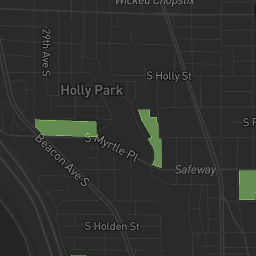 Wicked Chopstix
29th Ave S
S Holly St
Holly Park
S Myrtle Pl
Beacon Ave S
Safeway
S Holden St